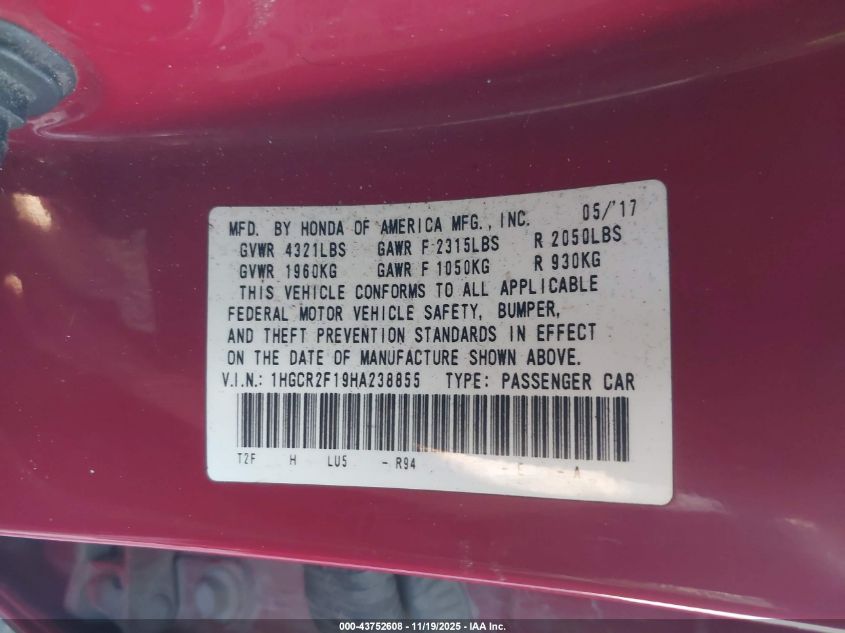 MFD. BY HONDA OF AMERICA MFG., INC. 05/'17
GVWR 4321LBS GAWR F 2315LBS R 2050LBS
GVWR 1960KG GAWR F 1050KG R 930KG
THIS VEHICLE CONFORMS TO ALL APPLICABLE
FEDERAL MOTOR VEHICLE SAFETY, BUMPER,
AND THEFT PREVENTION STANDARDS IN EFFECT
ON THE DATE OF MANUFACTURE SHOWN ABOVE.
V.I.N.: 1HGCR2F19HA238855 TYPE: PASSENGER CAR
T2F H LU5 - R94 - E - A
000-43752608 - 11/19/2025 - IAA Inc.